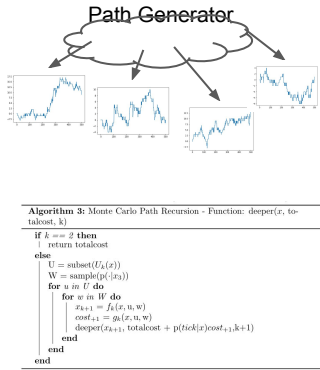 Path Generator
Algorithm 3: Monte Carlo Path Recursion - Function: deeper(x, to-
talcost, k)
if k == 2 then
return totalcost
else
U = subset(U_k(x))
W = sample(p(·|x_3))
for u in U do
for w in W do
x_{k+1} = f_k(x,u,w)
cost_{+1} = g_k(x,u,w)
deeper(x_{k+1}, totalcost + p(tick|x)cost_{+1},k+1)
end
end
end